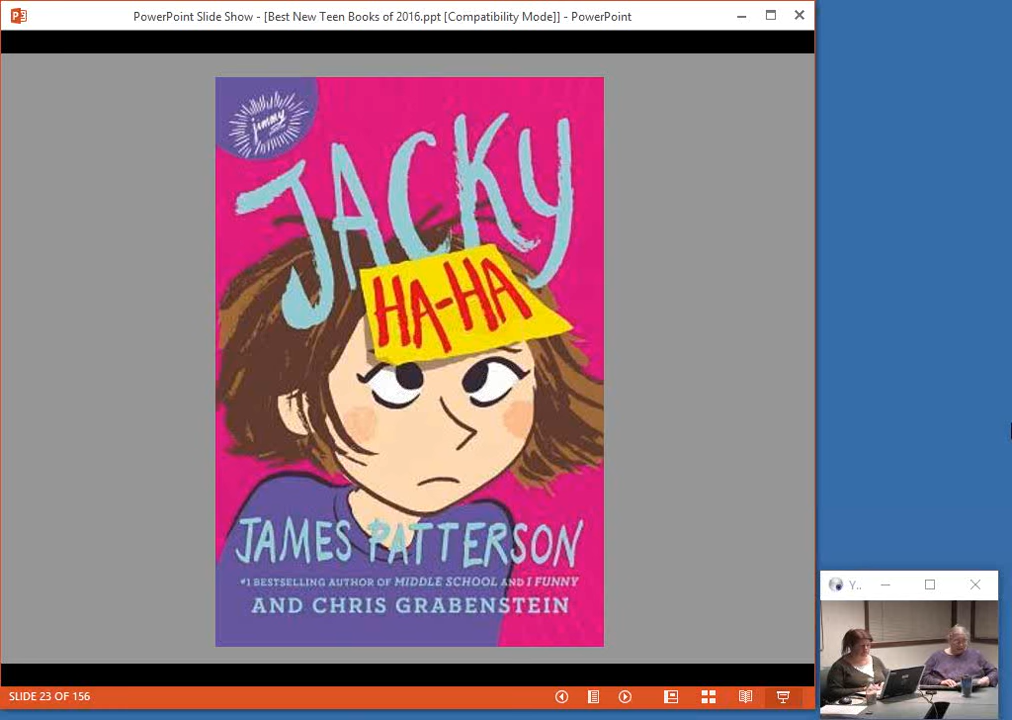 PowerPoint Slide Show - [Best New Teen Books of 2016.ppt [Compatibility Mode]] - PowerPoint
jimmy
JACKY
HA-HA
JAMES PATTERSON
#1 BESTSELLING AUTHOR OF MIDDLE SCHOOL AND I FUNNY
AND CHRIS GRABENSTEIN
Y..
SLIDE 23 OF 156